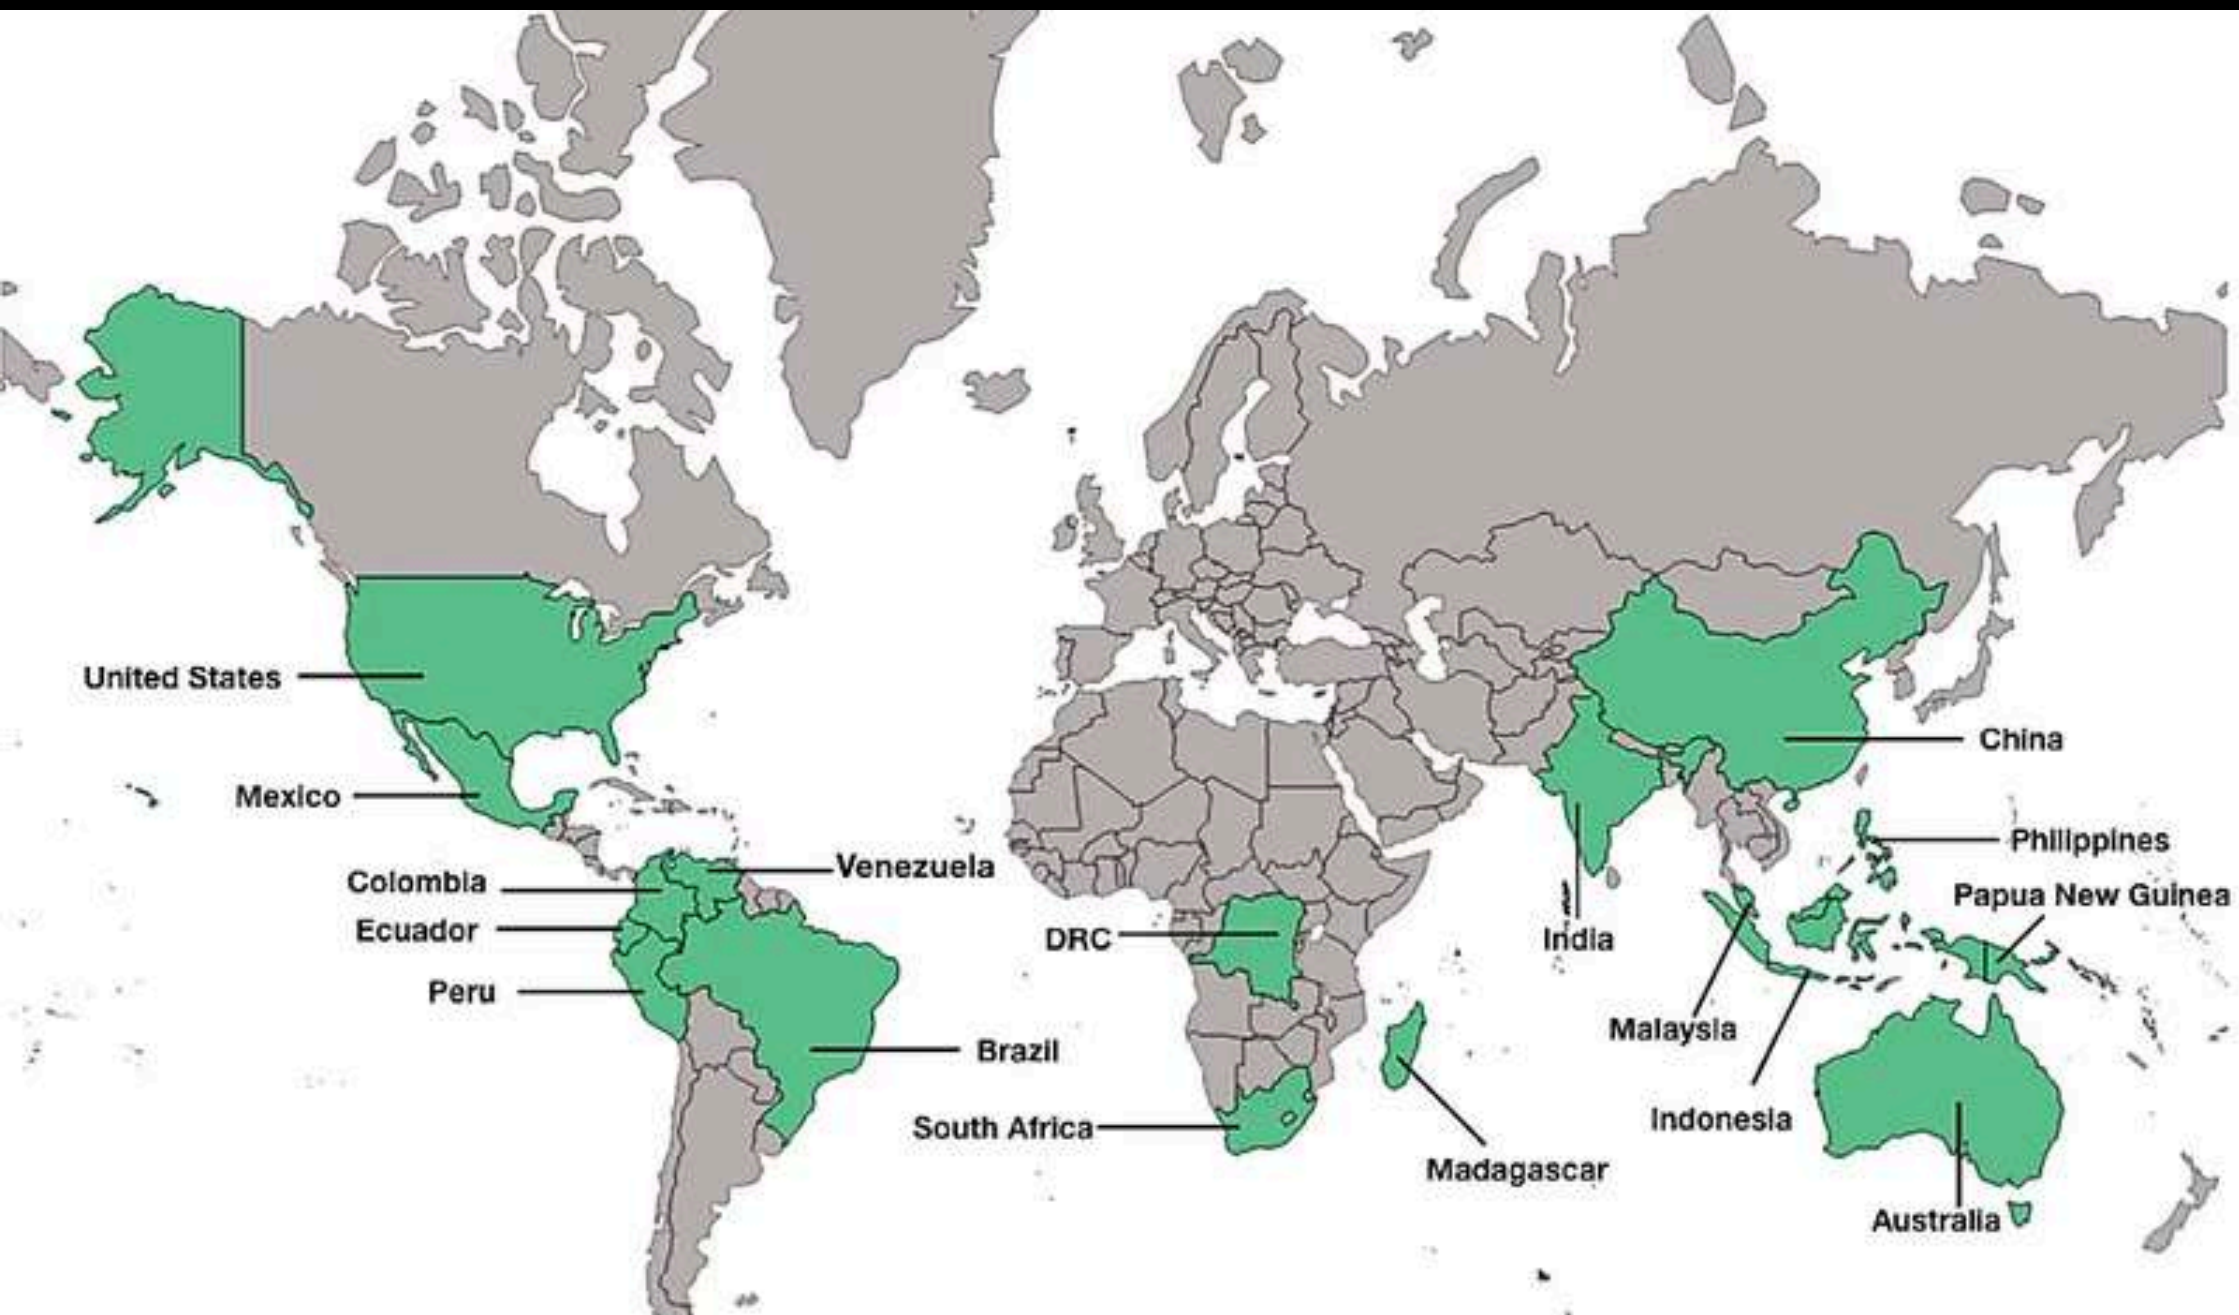 United States
Mexico
Colombia
Ecuador
Peru
Venezuela
Brazil
DRC
South Africa
Madagascar
India
China
Philippines
Papua New Guinea
Malaysia
Indonesia
Australia